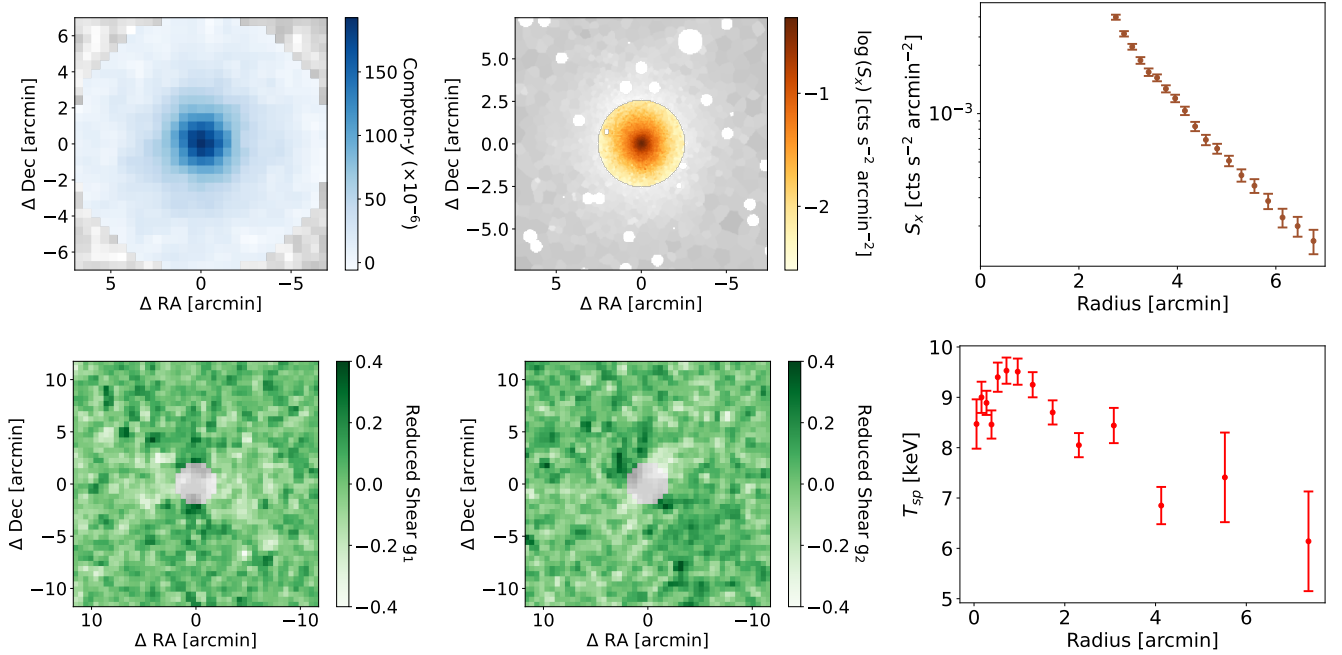 6
4
2
0
−2
−4
−6
Δ Dec [arcmin]
5 0 −5
Δ RA [arcmin]
150
100
50
0
Compton-y (×10⁻⁶)
5.0
2.5
0.0
−2.5
−5.0
Δ Dec [arcmin]
5 0 −5
Δ RA [arcmin]
−1
−2
log(Sₓ) [cts s⁻² arcmin⁻²]
10⁻³
Sₓ [cts s⁻² arcmin⁻²]
0 2 4 6
Radius [arcmin]
10
5
0
−5
−10
Δ Dec [arcmin]
10 0 −10
Δ RA [arcmin]
0.4
0.2
0.0
−0.2
−0.4
Reduced Shear g₁
10
5
0
−5
−10
Δ Dec [arcmin]
10 0 −10
Δ RA [arcmin]
0.4
0.2
0.0
−0.2
−0.4
Reduced Shear g₂
10
9
8
7
6
5
Tₛₚ [keV]
0 2 4 6
Radius [arcmin]